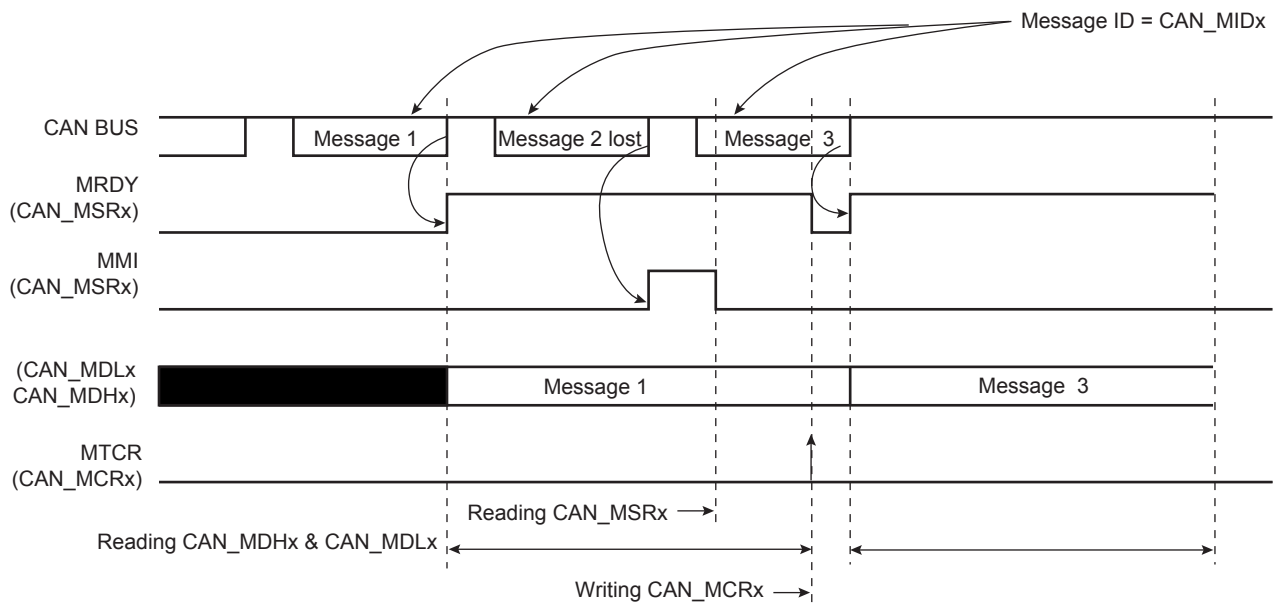 Message ID = CAN_MIDx
CAN BUS
Message 1
Message 2 lost
Message 3
MRDY
(CAN_MSRx)
MMI
(CAN_MSRx)
(CAN_MDLx
CAN_MDHx)
Message 1
Message 3
MTCR
(CAN_MCRx)
Reading CAN_MSRx
Reading CAN_MDHx & CAN_MDLx
Writing CAN_MCRx